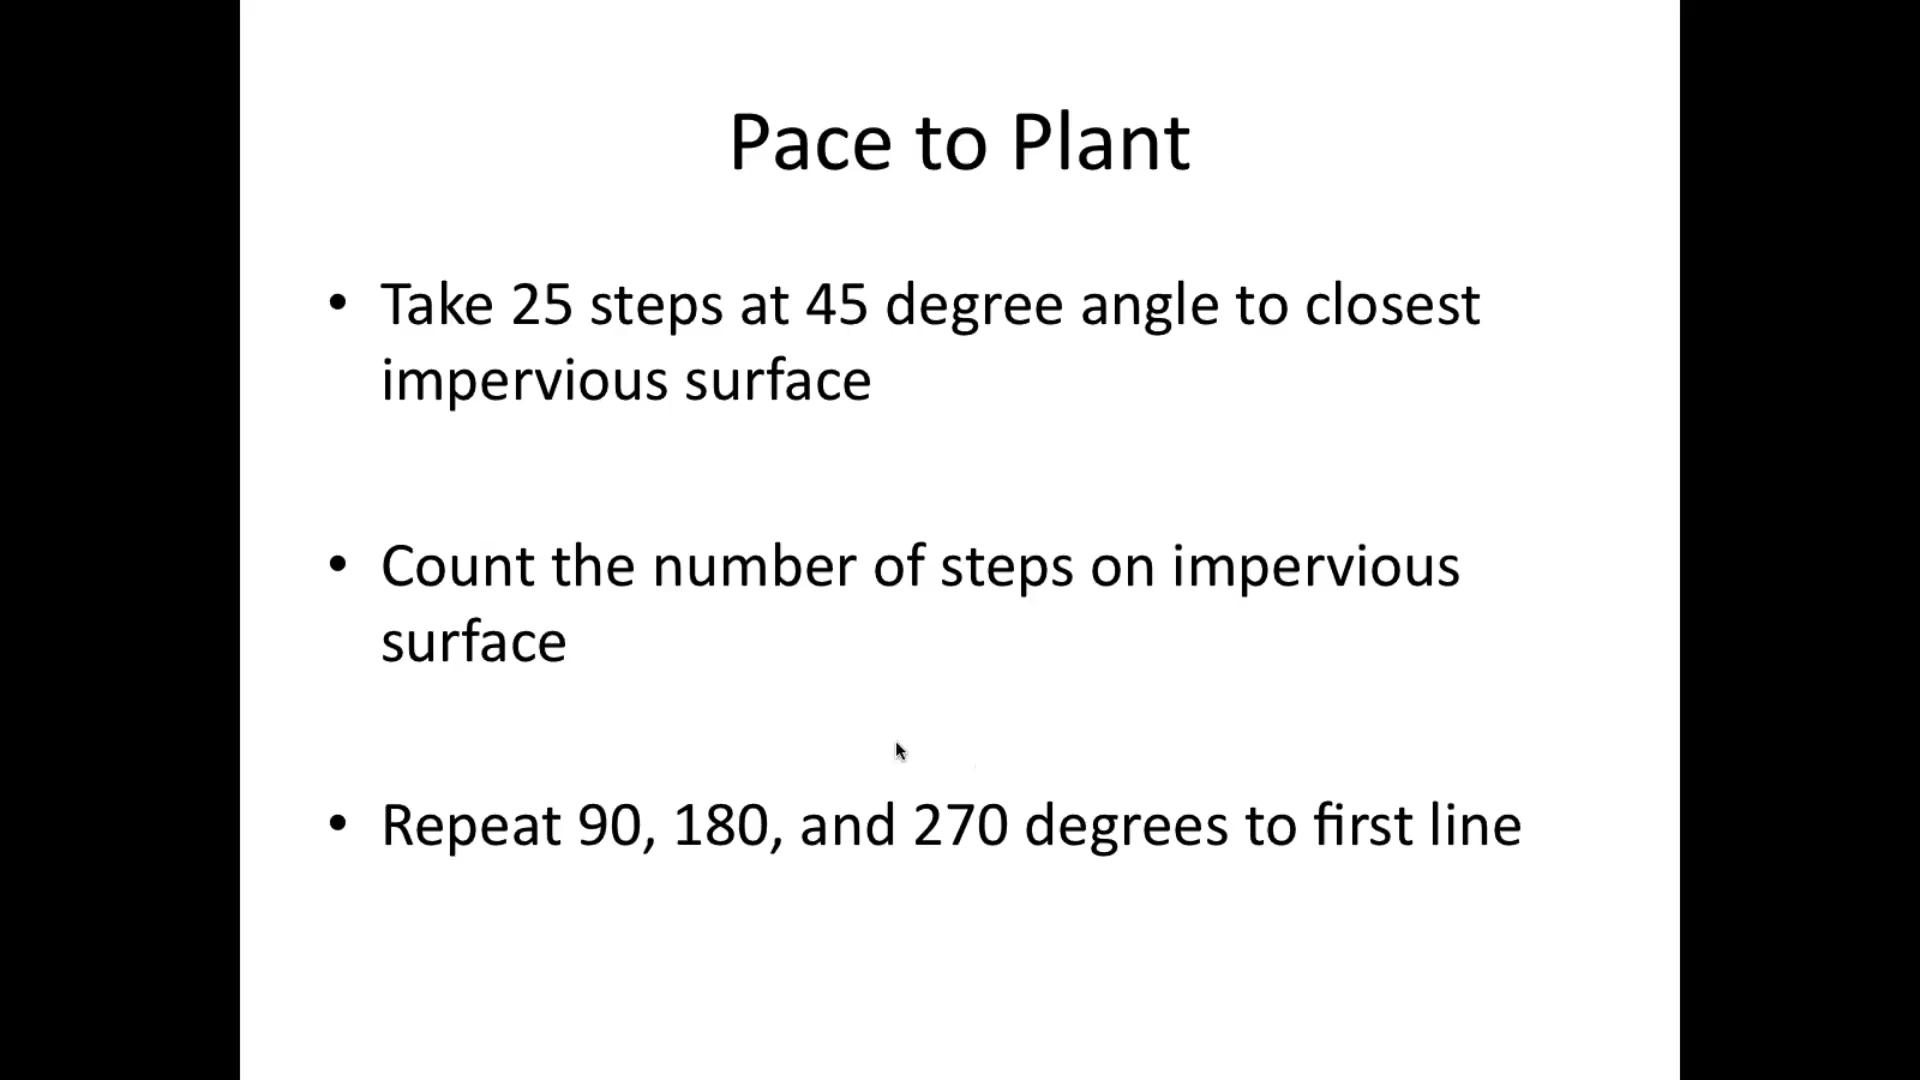 Pace to Plant
• Take 25 steps at 45 degree angle to closest
impervious surface
• Count the number of steps on impervious
surface
• Repeat 90, 180, and 270 degrees to first line